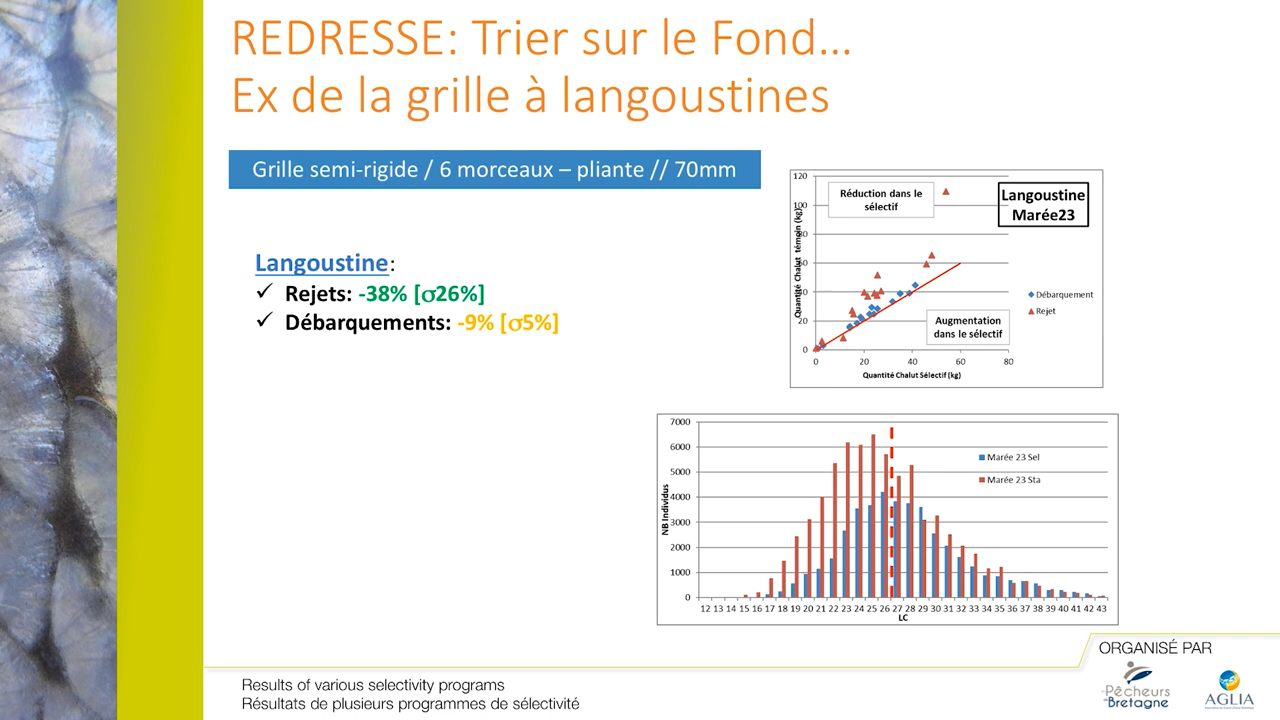 REDRESSE: Trier sur le Fond...
Ex de la grille à langoustines
Grille semi-rigide / 6 morceaux – pliante // 70mm
Langoustine:
✓ Rejets: -38% [σ26%]
✓ Débarquements: -9% [σ5%]
120
100
80
60
40
20
0
Quantité Chalut témoin (kg)
Réduction dans le
sélectif
Langoustine
Marée23
Débarquement
Rejet
Augmentation
dans le sélectif
0 20 40 60 80
Quantité Chalut Sélectif (kg)
7000
6000
5000
4000
3000
2000
1000
0
NB Individus
Marée 23 Sel
Marée 23 Sta
12 13 14 15 16 17 18 19 20 21 22 23 24 25 26 27 28 29 30 31 32 33 34 35 36 37 38 39 40 41 42 43
LC
ORGANISÉ PAR
Pêcheurs
Bretagne
AGLIA
Results of various selectivity programs
Résultats de plusieurs programmes de sélectivité